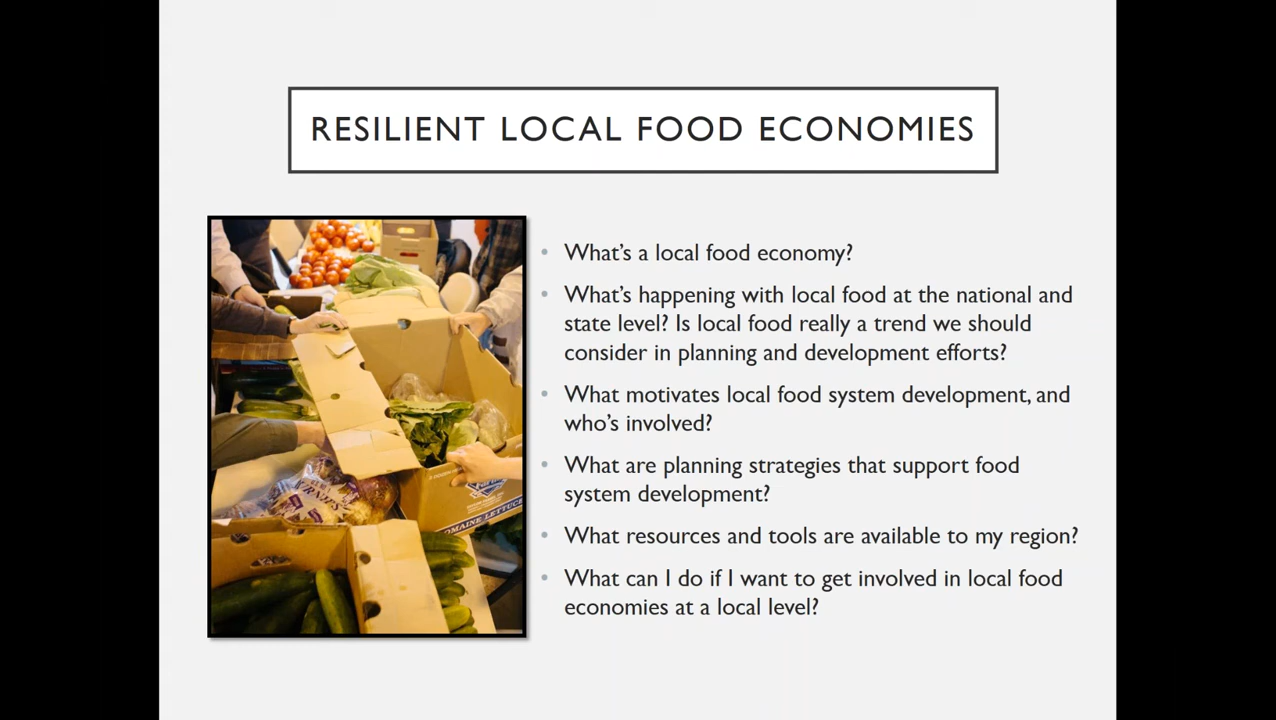 RESILIENT LOCAL FOOD ECONOMIES
What's a local food economy?
What's happening with local food at the national and
state level? Is local food really a trend we should
consider in planning and development efforts?
What motivates local food system development, and
who's involved?
What are planning strategies that support food
system development?
What resources and tools are available to my region?
What can I do if I want to get involved in local food
economies at a local level?